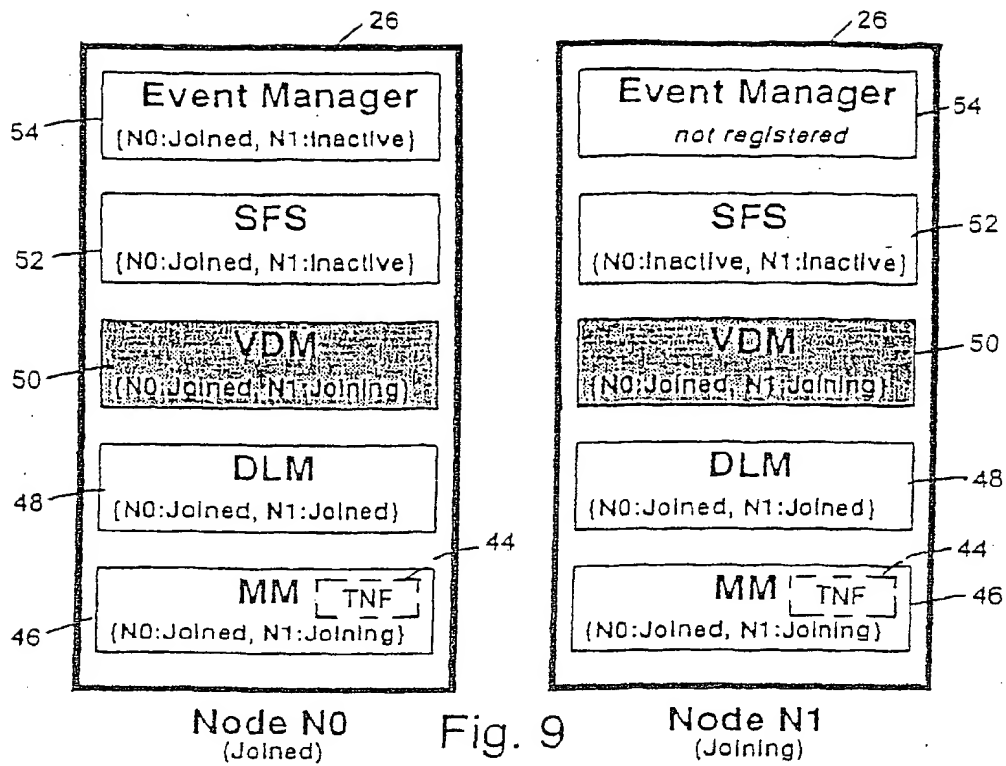 26
Event Manager
{N0:Joined, N1:Inactive}
54
SFS
{N0:Joined, N1:Inactive}
52
VDM
{N0:Joined, N1:Joining}
50
DLM
{N0:Joined, N1:Joined}
48
44
MM
TNF
{N0:Joined, N1:Joining}
46
Node N0
(Joined)
26
Event Manager
not registered
54
SFS
{N0:Inactive, N1:Inactive}
52
VDM
{N0:Joined, N1:Joining}
50
DLM
{N0:Joined, N1:Joined}
48
44
MM
TNF
{N0:Joined, N1:Joining}
46
Node N1
(Joining)
Fig. 9